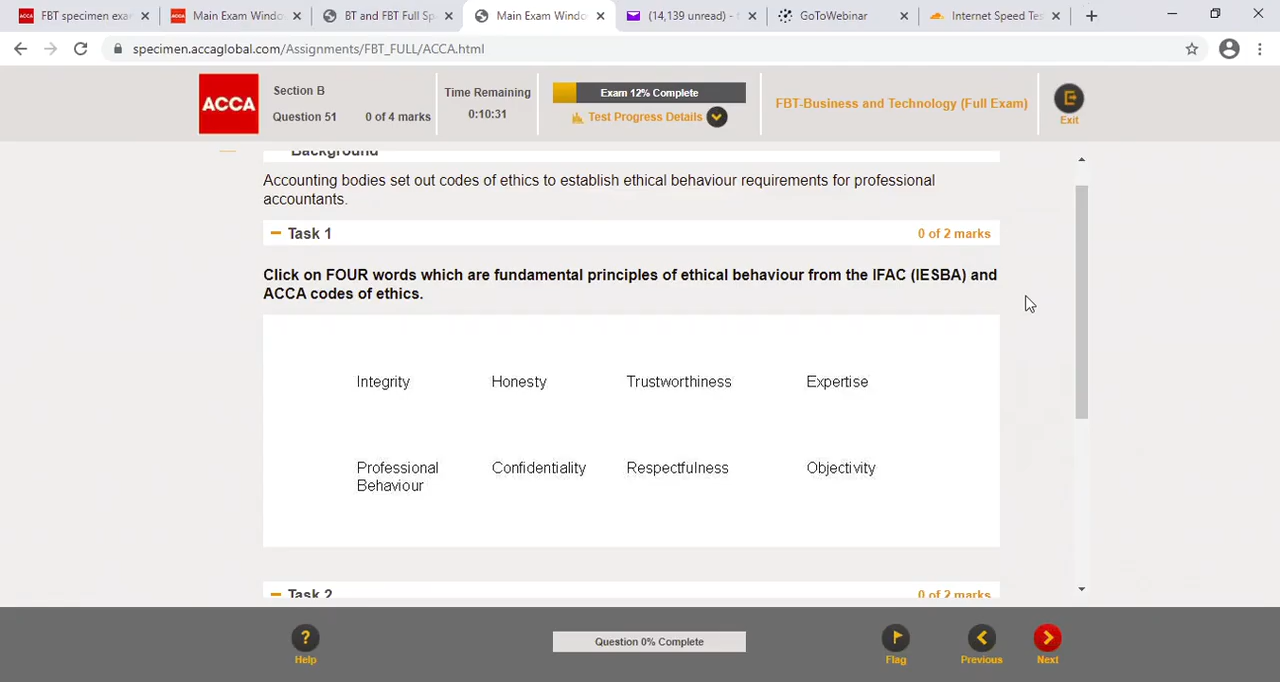 FBT specimen exa
Main Exam Windo
BT and FBT Full Sp
Main Exam Windo
(14,139 unread) -
GoToWebinar
Internet Speed Te
specimen.accaglobal.com/Assignments/FBT_FULL/ACCA.html
ACCA
Section B
Question 51 0 of 4 marks
Time Remaining
0:10:31
Exam 12% Complete
Test Progress Details
FBT-Business and Technology (Full Exam)
Exit
Background
Accounting bodies set out codes of ethics to establish ethical behaviour requirements for professional
accountants.
Task 1 0 of 2 marks
Click on FOUR words which are fundamental principles of ethical behaviour from the IFAC (IESBA) and
ACCA codes of ethics.
Integrity Honesty Trustworthiness Expertise
Professional Confidentiality Respectfulness Objectivity
Behaviour
Task 2 0 of 2 marks
? Help
Question 0% Complete
Flag
Previous
Next